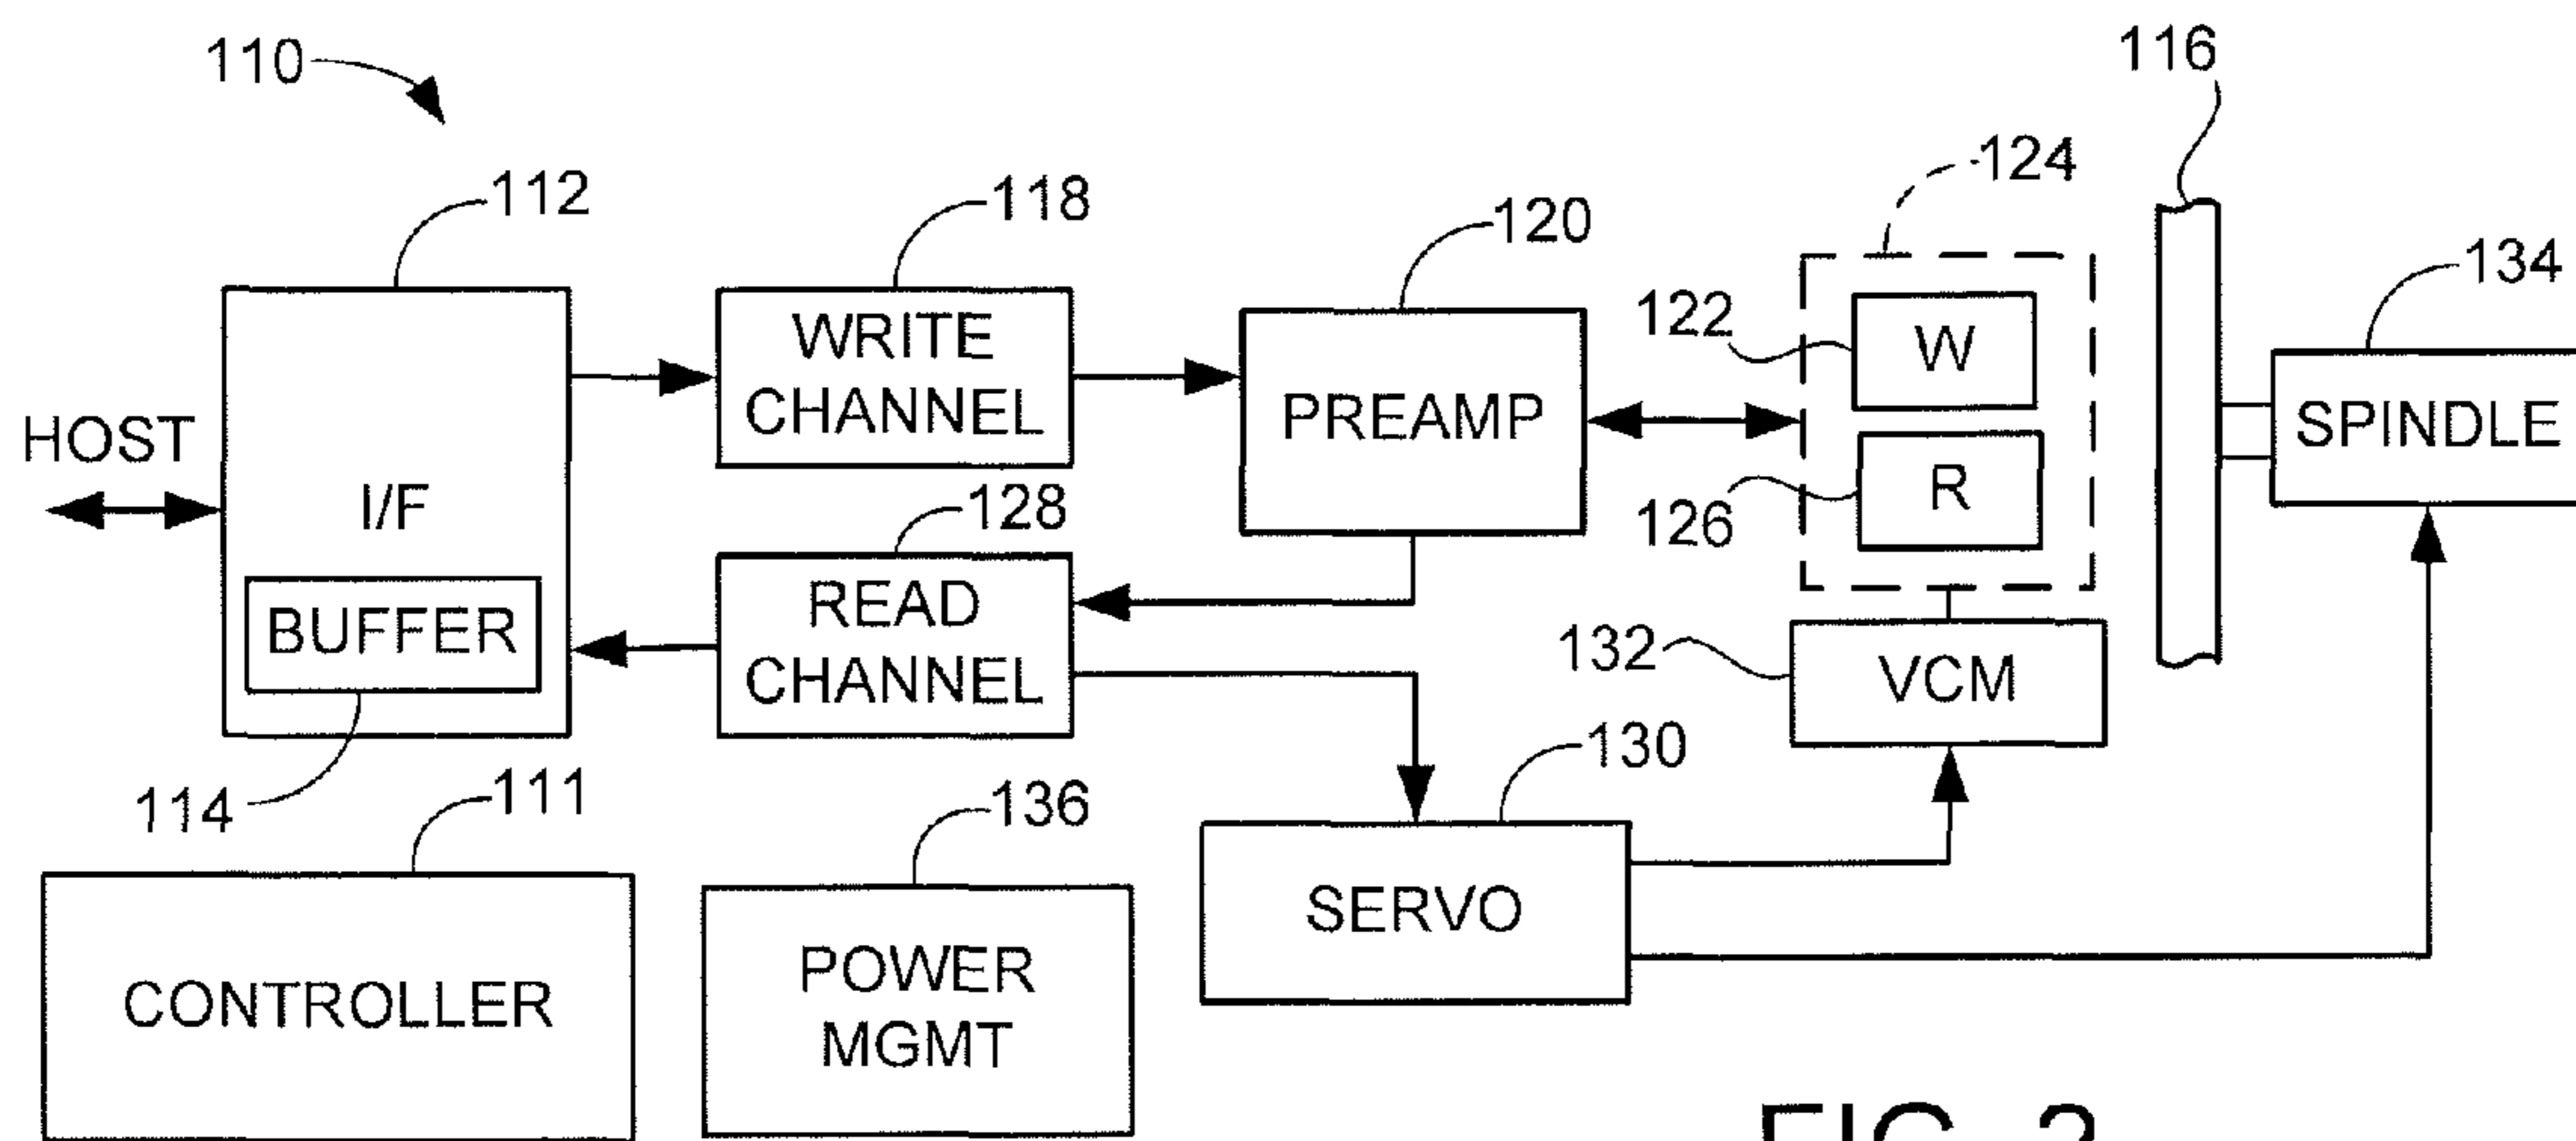 110
116
112
118
120
124
134
HOST
I/F
BUFFER
114
WRITE
CHANNEL
128
READ
CHANNEL
PREAMP
122
W
126
R
SPINDLE
132
VCM
130
SERVO
111
CONTROLLER
136
POWER
MGMT